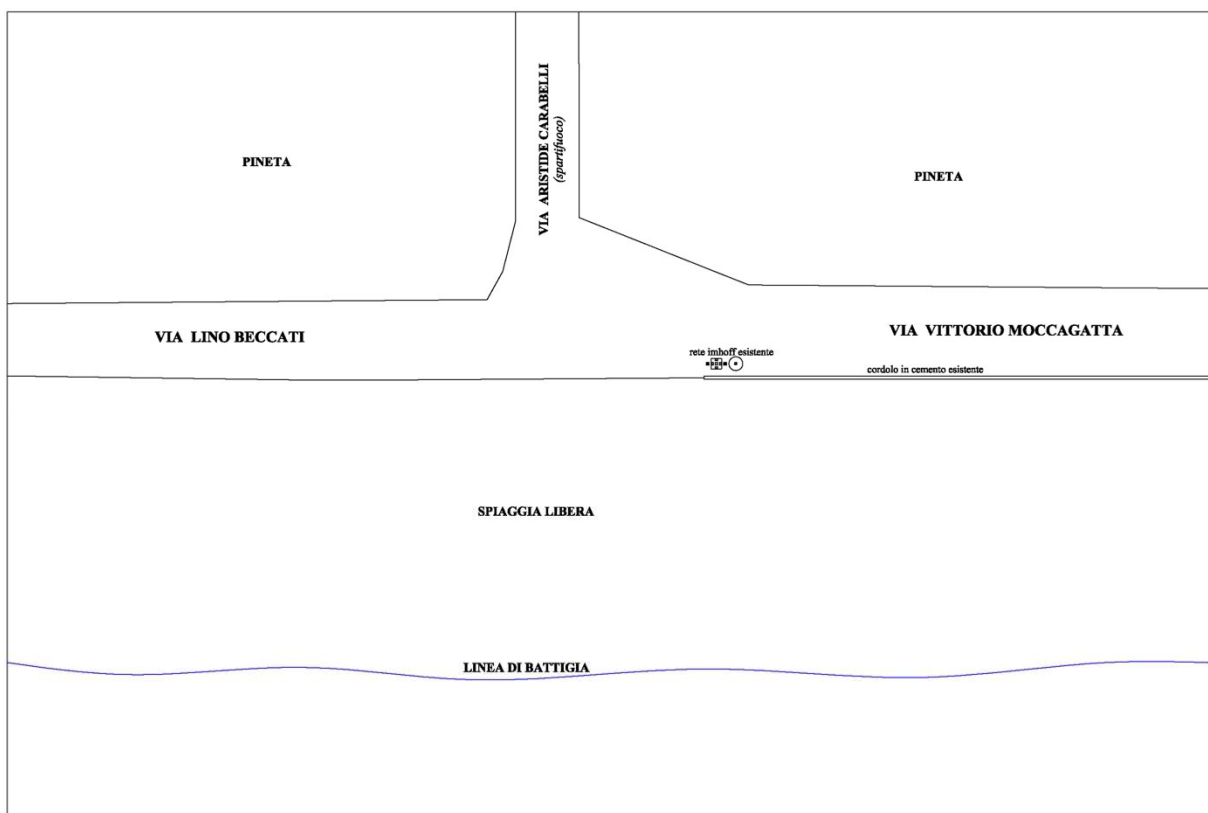 VIA ARISTIDE CARABELLI
(spartifuoco)
PINETA
PINETA
VIA LINO BECCATI
VIA VITTORIO MOCCAGATTA
rete imhoff esistente
cordolo in cemento esistente
SPIAGGIA LIBERA
LINEA DI BATTIGIA